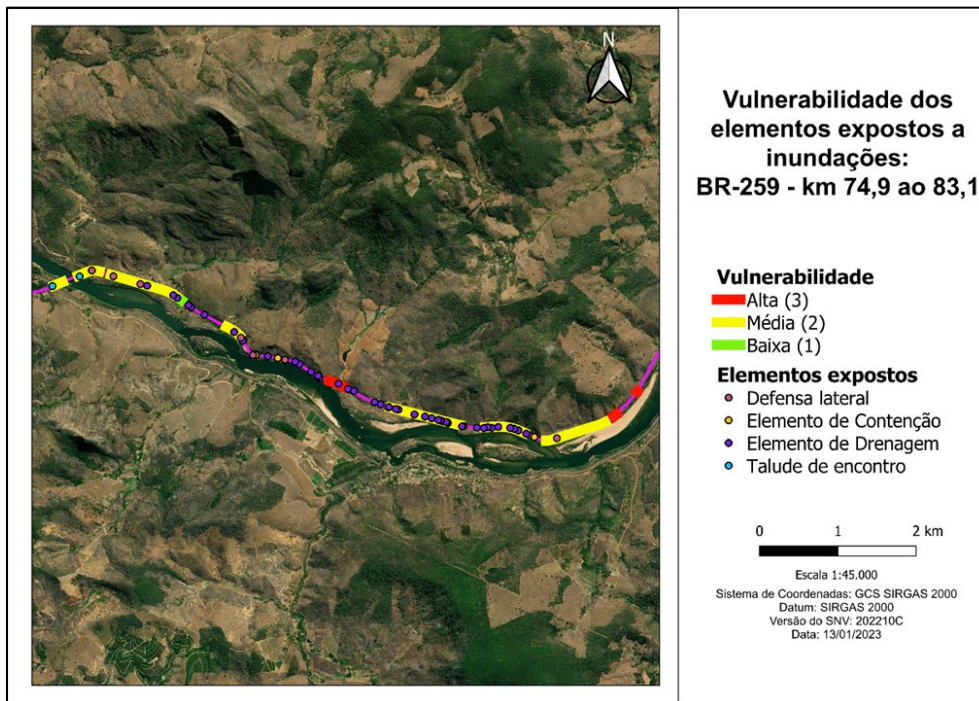 N
Vulnerabilidade dos
elementos expostos a
inundações:
BR-259 - km 74,9 ao 83,1
Vulnerabilidade
Alta (3)
Média (2)
Baixa (1)
Elementos expostos
Defensa lateral
Elemento de Contenção
Elemento de Drenagem
Talude de encontro
0 1 2 km
Escala 1:45.000
Sistema de Coordenadas: GCS SIRGAS 2000
Datum: SIRGAS 2000
Versão do SNV: 202210C
Data: 13/01/2023